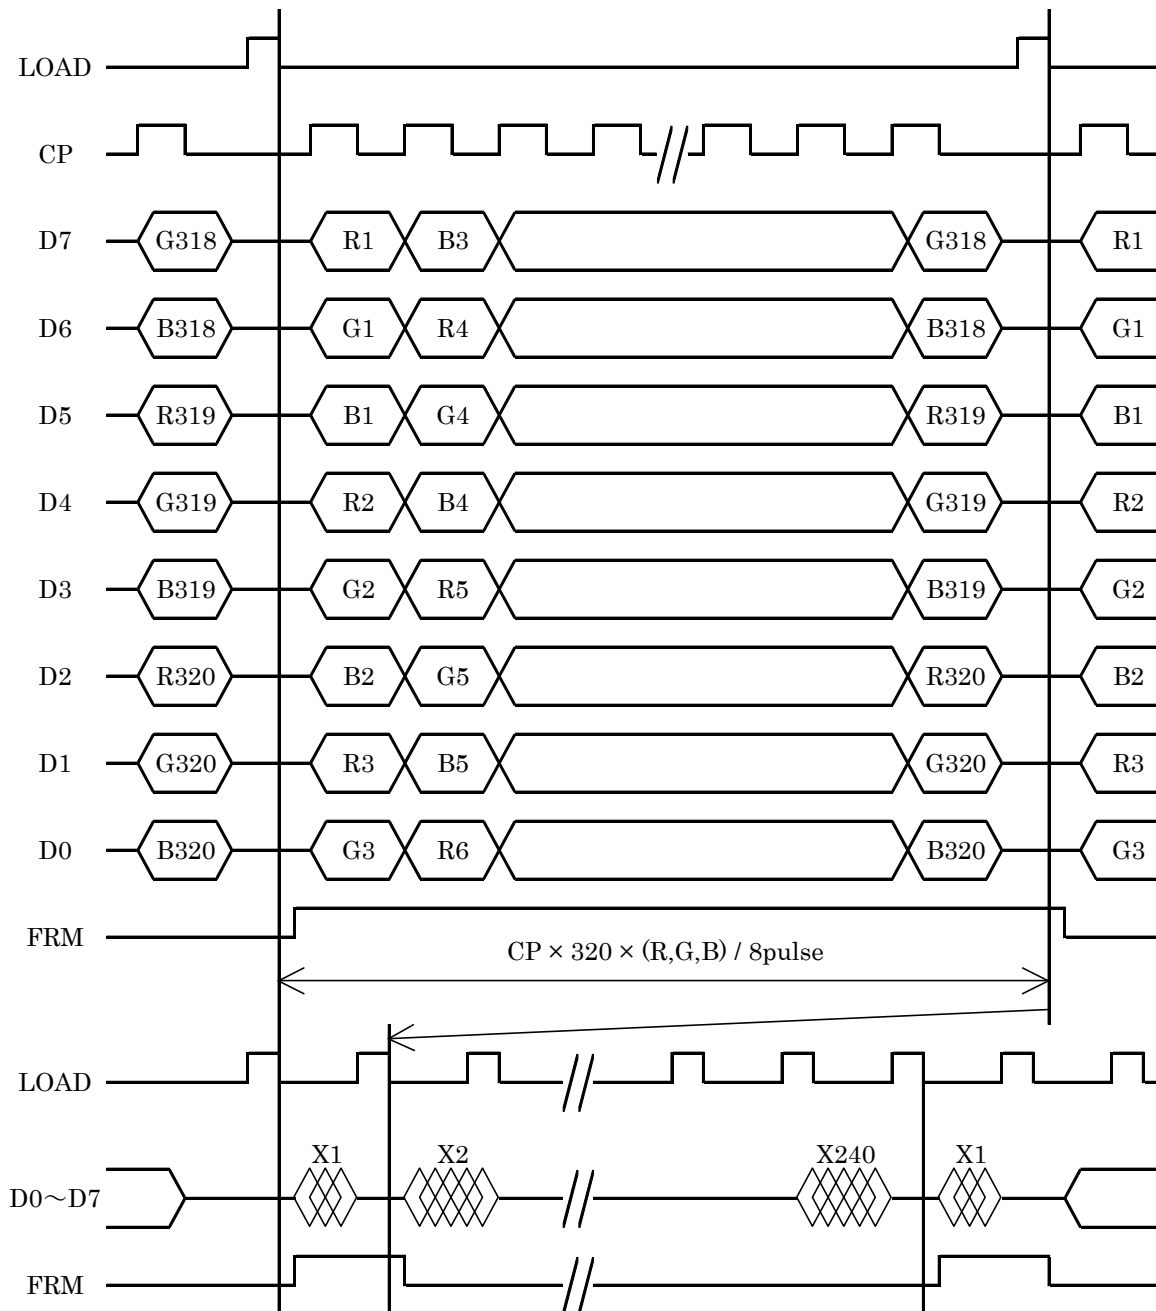 LOAD
CP
D7 G318 R1 B3 G318 R1
D6 B318 G1 R4 B318 G1
D5 R319 B1 G4 R319 B1
D4 G319 R2 B4 G319 R2
D3 B319 G2 R5 B319 G2
D2 R320 B2 G5 R320 B2
D1 G320 R3 B5 G320 R3
D0 B320 G3 R6 B320 G3
FRM
CP × 320 × (R,G,B) / 8pulse
LOAD
X1 X2 X240 X1
D0～D7
FRM